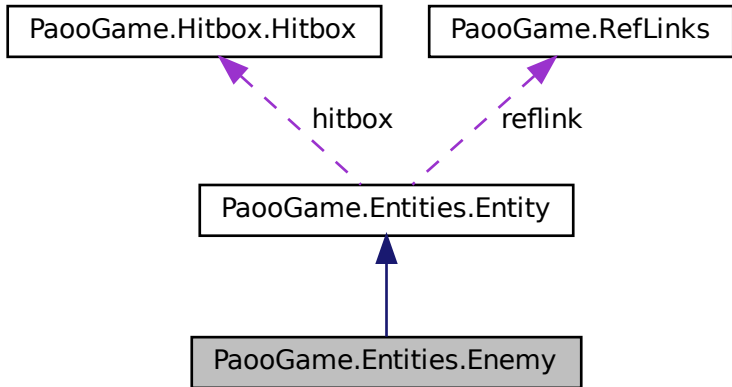 PaooGame.Hitbox.Hitbox
PaooGame.RefLinks
hitbox
reflink
PaooGame.Entities.Entity
PaooGame.Entities.Enemy